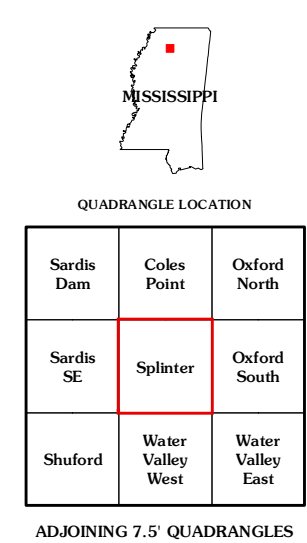 MISSISSIPPI
QUADRANGLE LOCATION
Sardis
Dam
Coles
Point
Oxford
North
Sardis
SE
Splinter
Oxford
South
Shuford
Water
Valley
West
Water
Valley
East
ADJOINING 7.5' QUADRANGLES